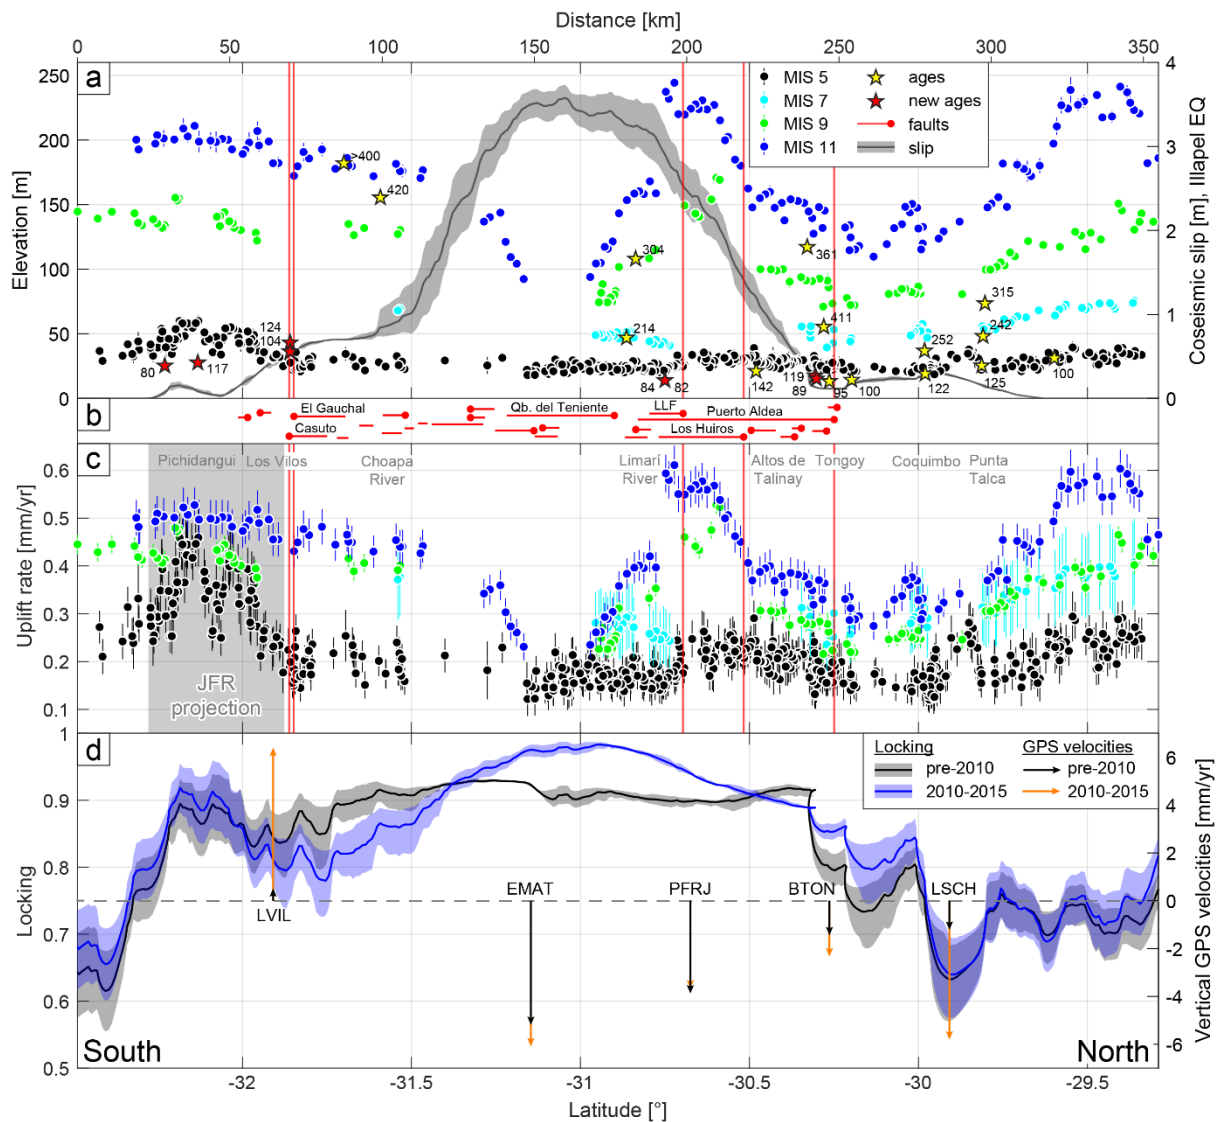 Distance [km]
0 50 100 150 200 250 300 350
a
MIS 5
MIS 7
MIS 9
MIS 11
ages
new ages
faults
slip
Elevation [m]
250
200
150
100
50
0
Coseismic slip [m], Illapel EQ
4
3
2
1
0
>400
420
304
361
411
315
214
252
242
124
104
80
117
84
82
142
119
89
95
100
122
125
100
b
El Gauchal
Casuto
Qb. del Teniente
LLF
Puerto Aldea
Los Huiros
c
Pichidangui
Los Vilos
Choapa
River
Limarí
River
Altos de
Talinay
Tongoy
Coquimbo
Punta
Talca
JFR
projection
Uplift rate [mm/yr]
0.6
0.5
0.4
0.3
0.2
0.1
d
Locking
pre-2010
2010-2015
GPS velocities
pre-2010
2010-2015
Locking
1
0.9
0.8
0.7
0.6
0.5
Vertical GPS velocities [mm/yr]
6
4
2
0
-2
-4
-6
LVIL
EMAT
PFRJ
BTON
LSCH
South
North
-32 -31.5 -31 -30.5 -30 -29.5
Latitude [°]